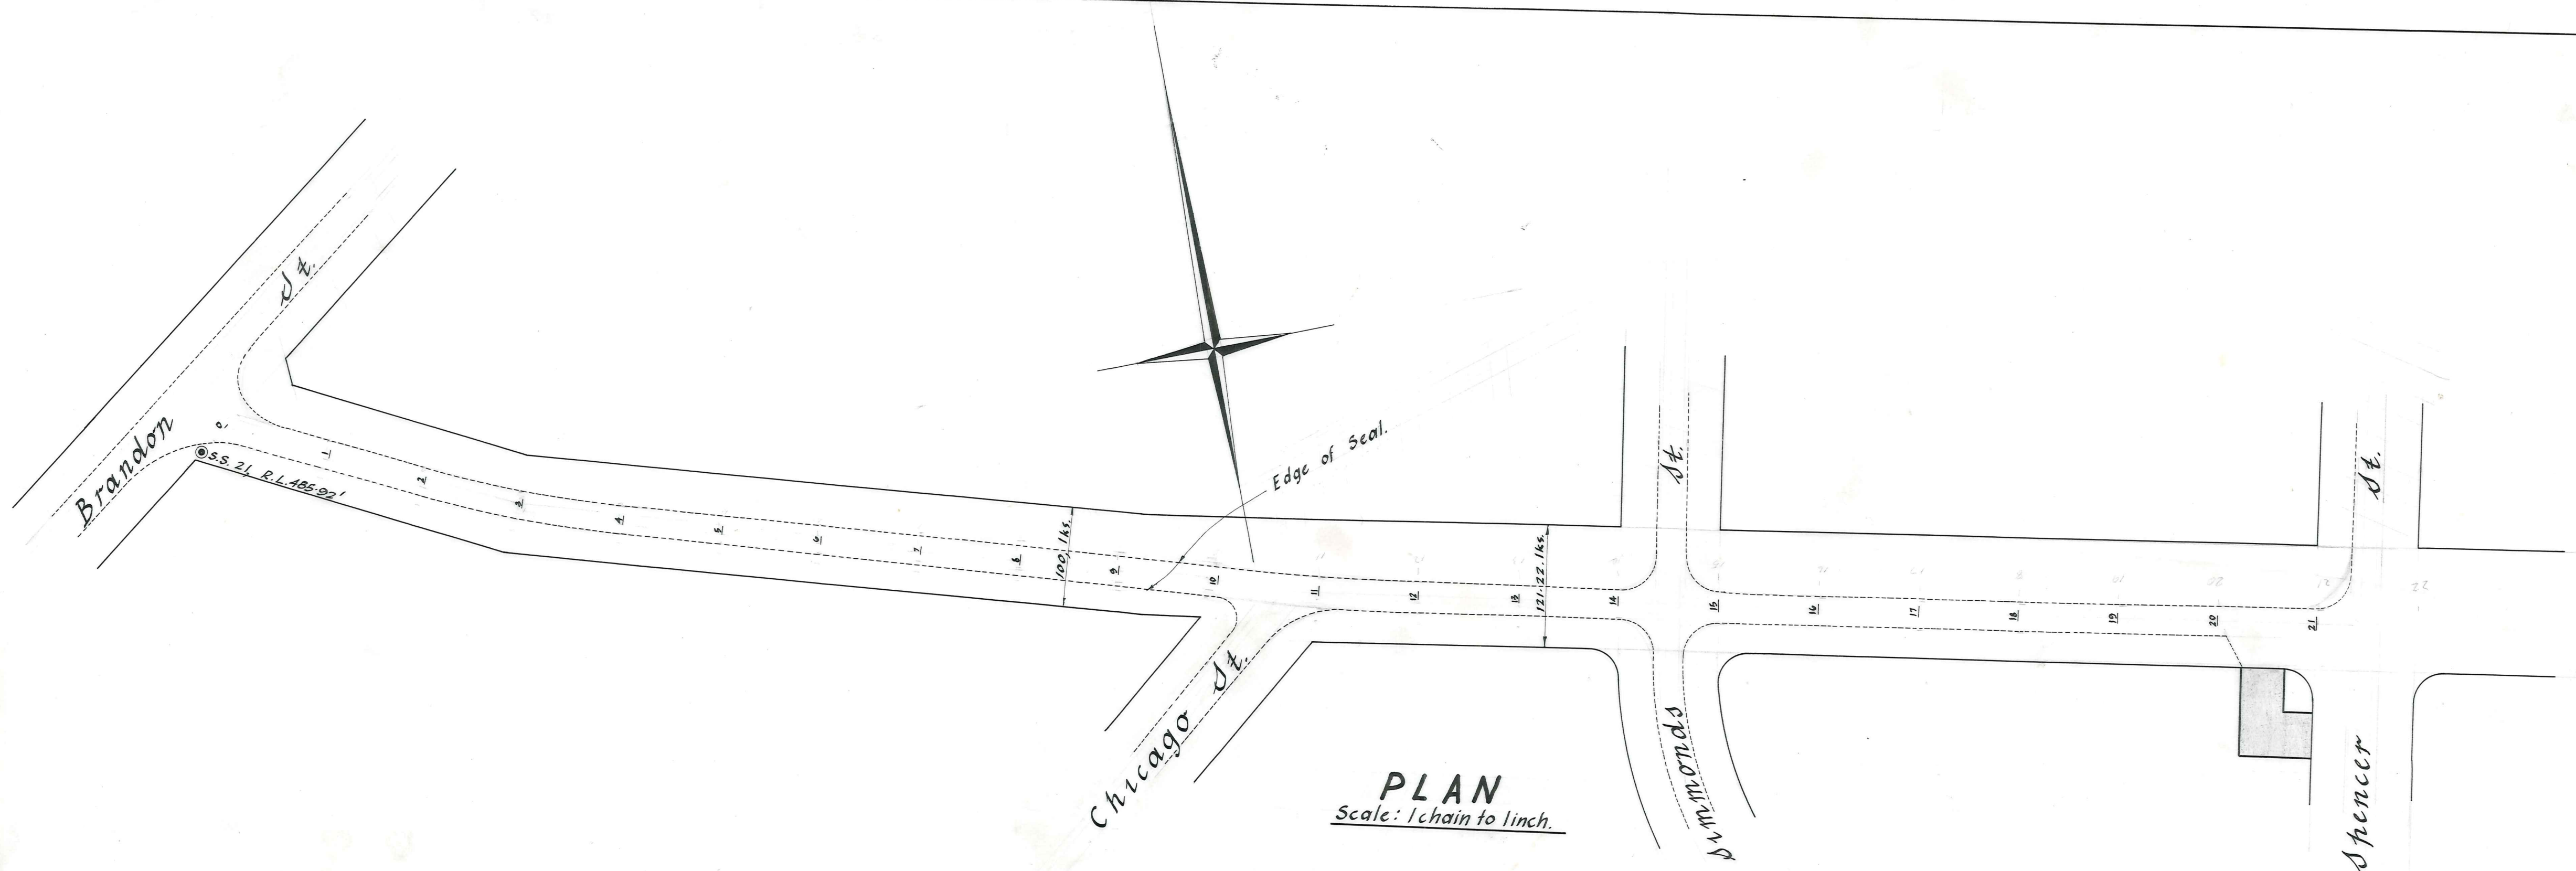 Brandon St.
0
S.S. 21, R.L. 485·92'
1
2
3
4
5
6
7
8
100, lks.
9
10
Edge of Seal.
11
12
13
121·22. lks.
14
15
16
17
18
19
20
21
22
Chicago St.
Simmonds St.
Spencer St.
PLAN
Scale: 1 chain to 1 inch.